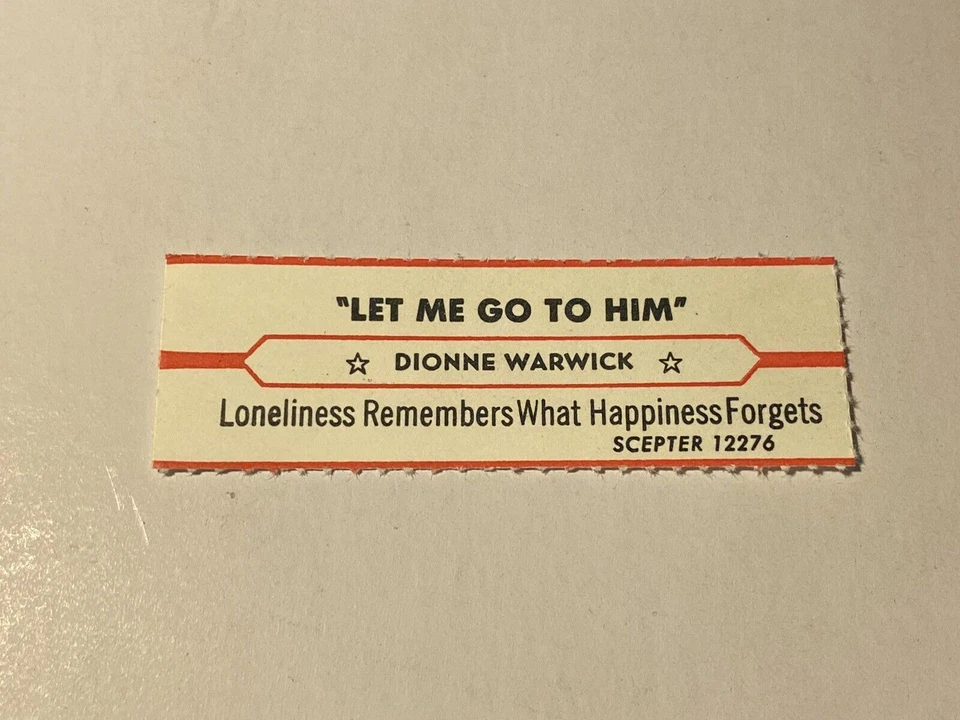 "LET ME GO TO HIM"
☆ DIONNE WARWICK ☆
Loneliness Remembers What Happiness Forgets
SCEPTER 12276